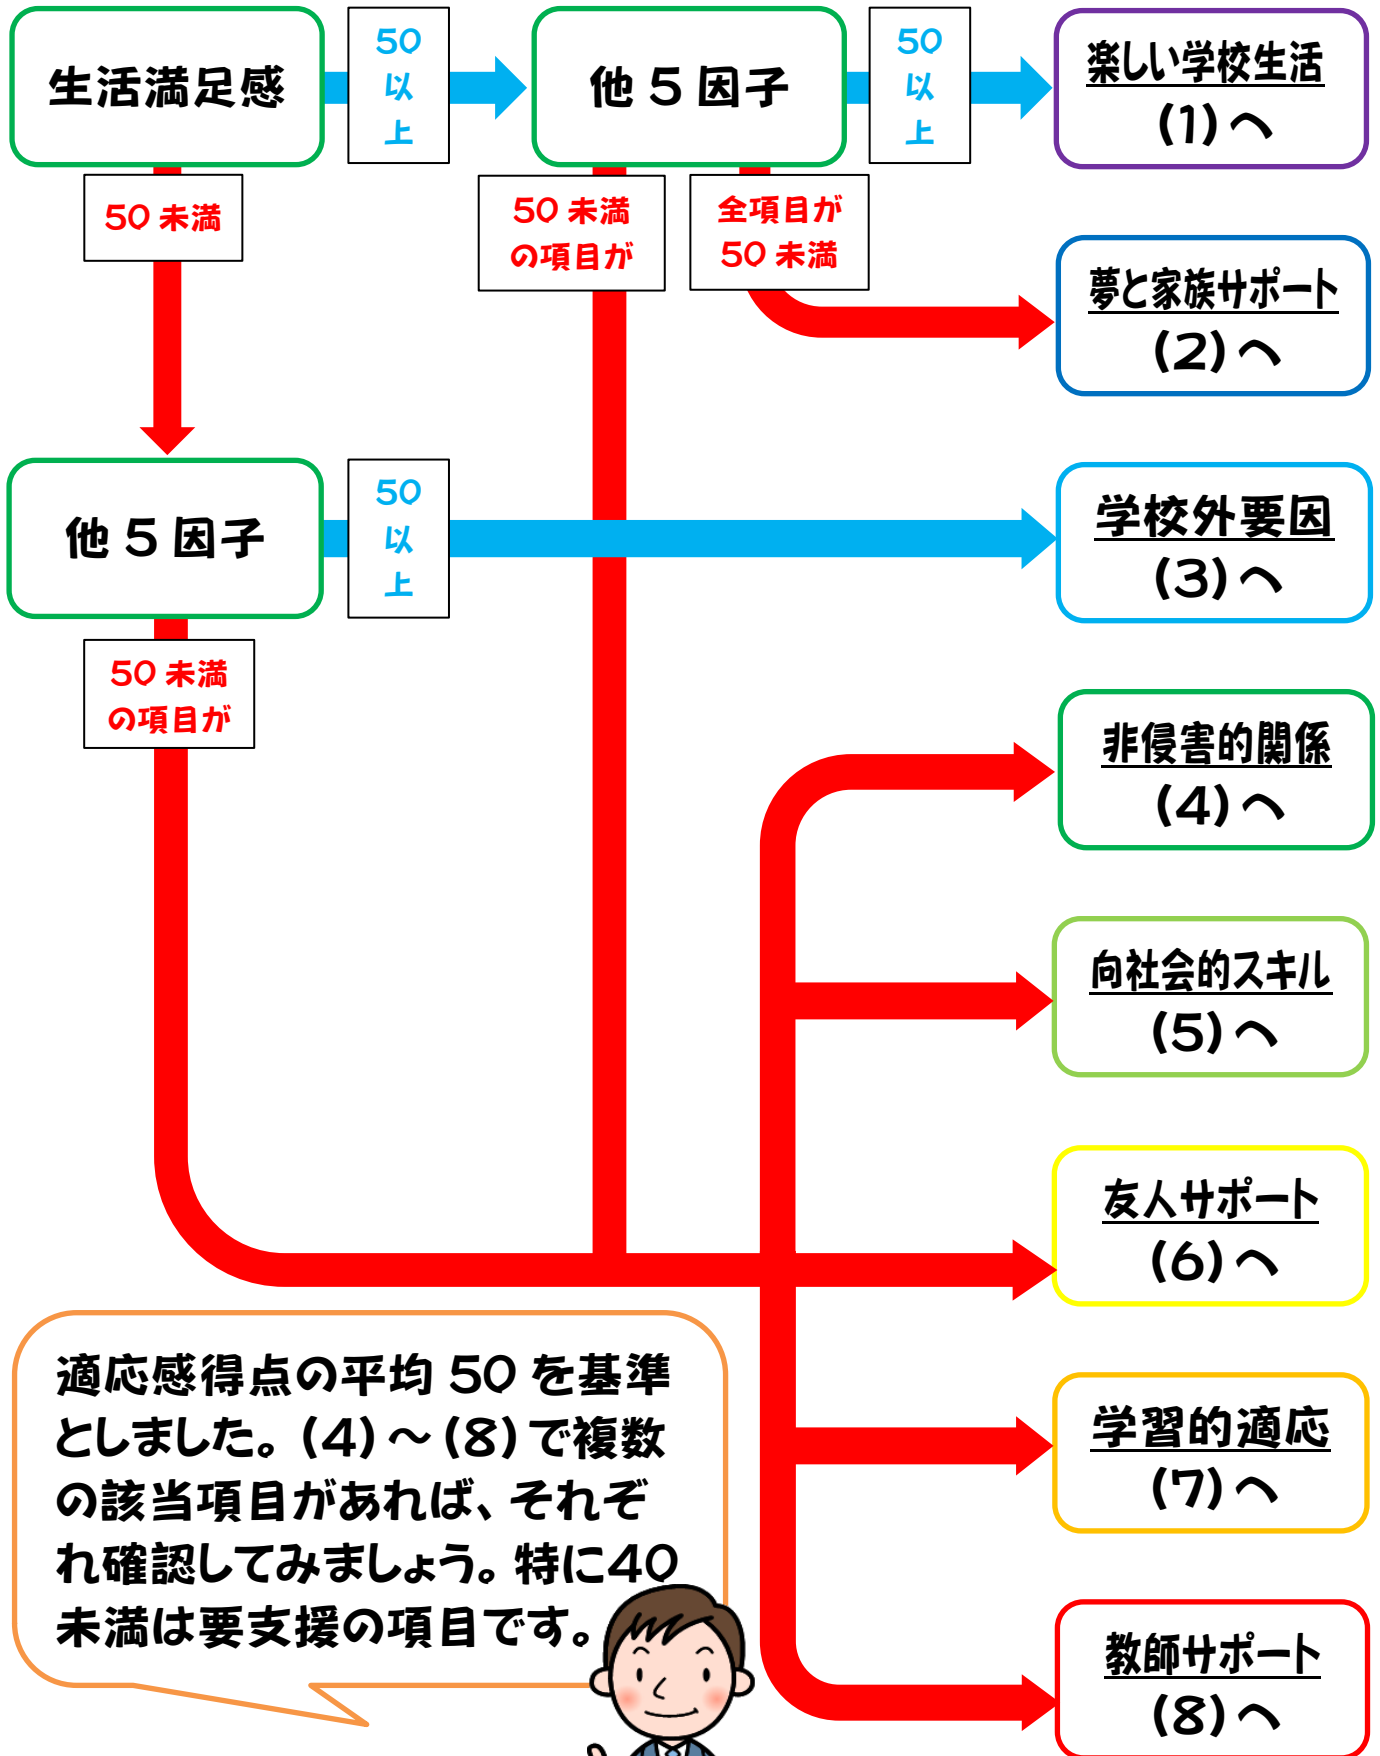 生活満足感
50
以
上
他5因子
50
以
上
楽しい学校生活
(1)へ
50未満
50未満
の項目が
全項目が
50未満
夢と家族サポート
(2)へ
他5因子
50
以
上
学校外要因
(3)へ
50未満
の項目が
非侵害的関係
(4)へ
向社会的スキル
(5)へ
友人サポート
(6)へ
学習的適応
(7)へ
教師サポート
(8)へ
適応感得点の平均50を基準
としました。(4)～(8)で複数
の該当項目があれば、それぞ
れ確認してみましょう。特に40
未満は要支援の項目です。